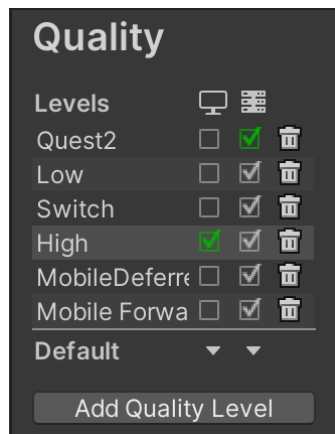 Quality
Levels
Quest2
Low
Switch
High
MobileDeferre
Mobile Forwa
Default
Add Quality Level